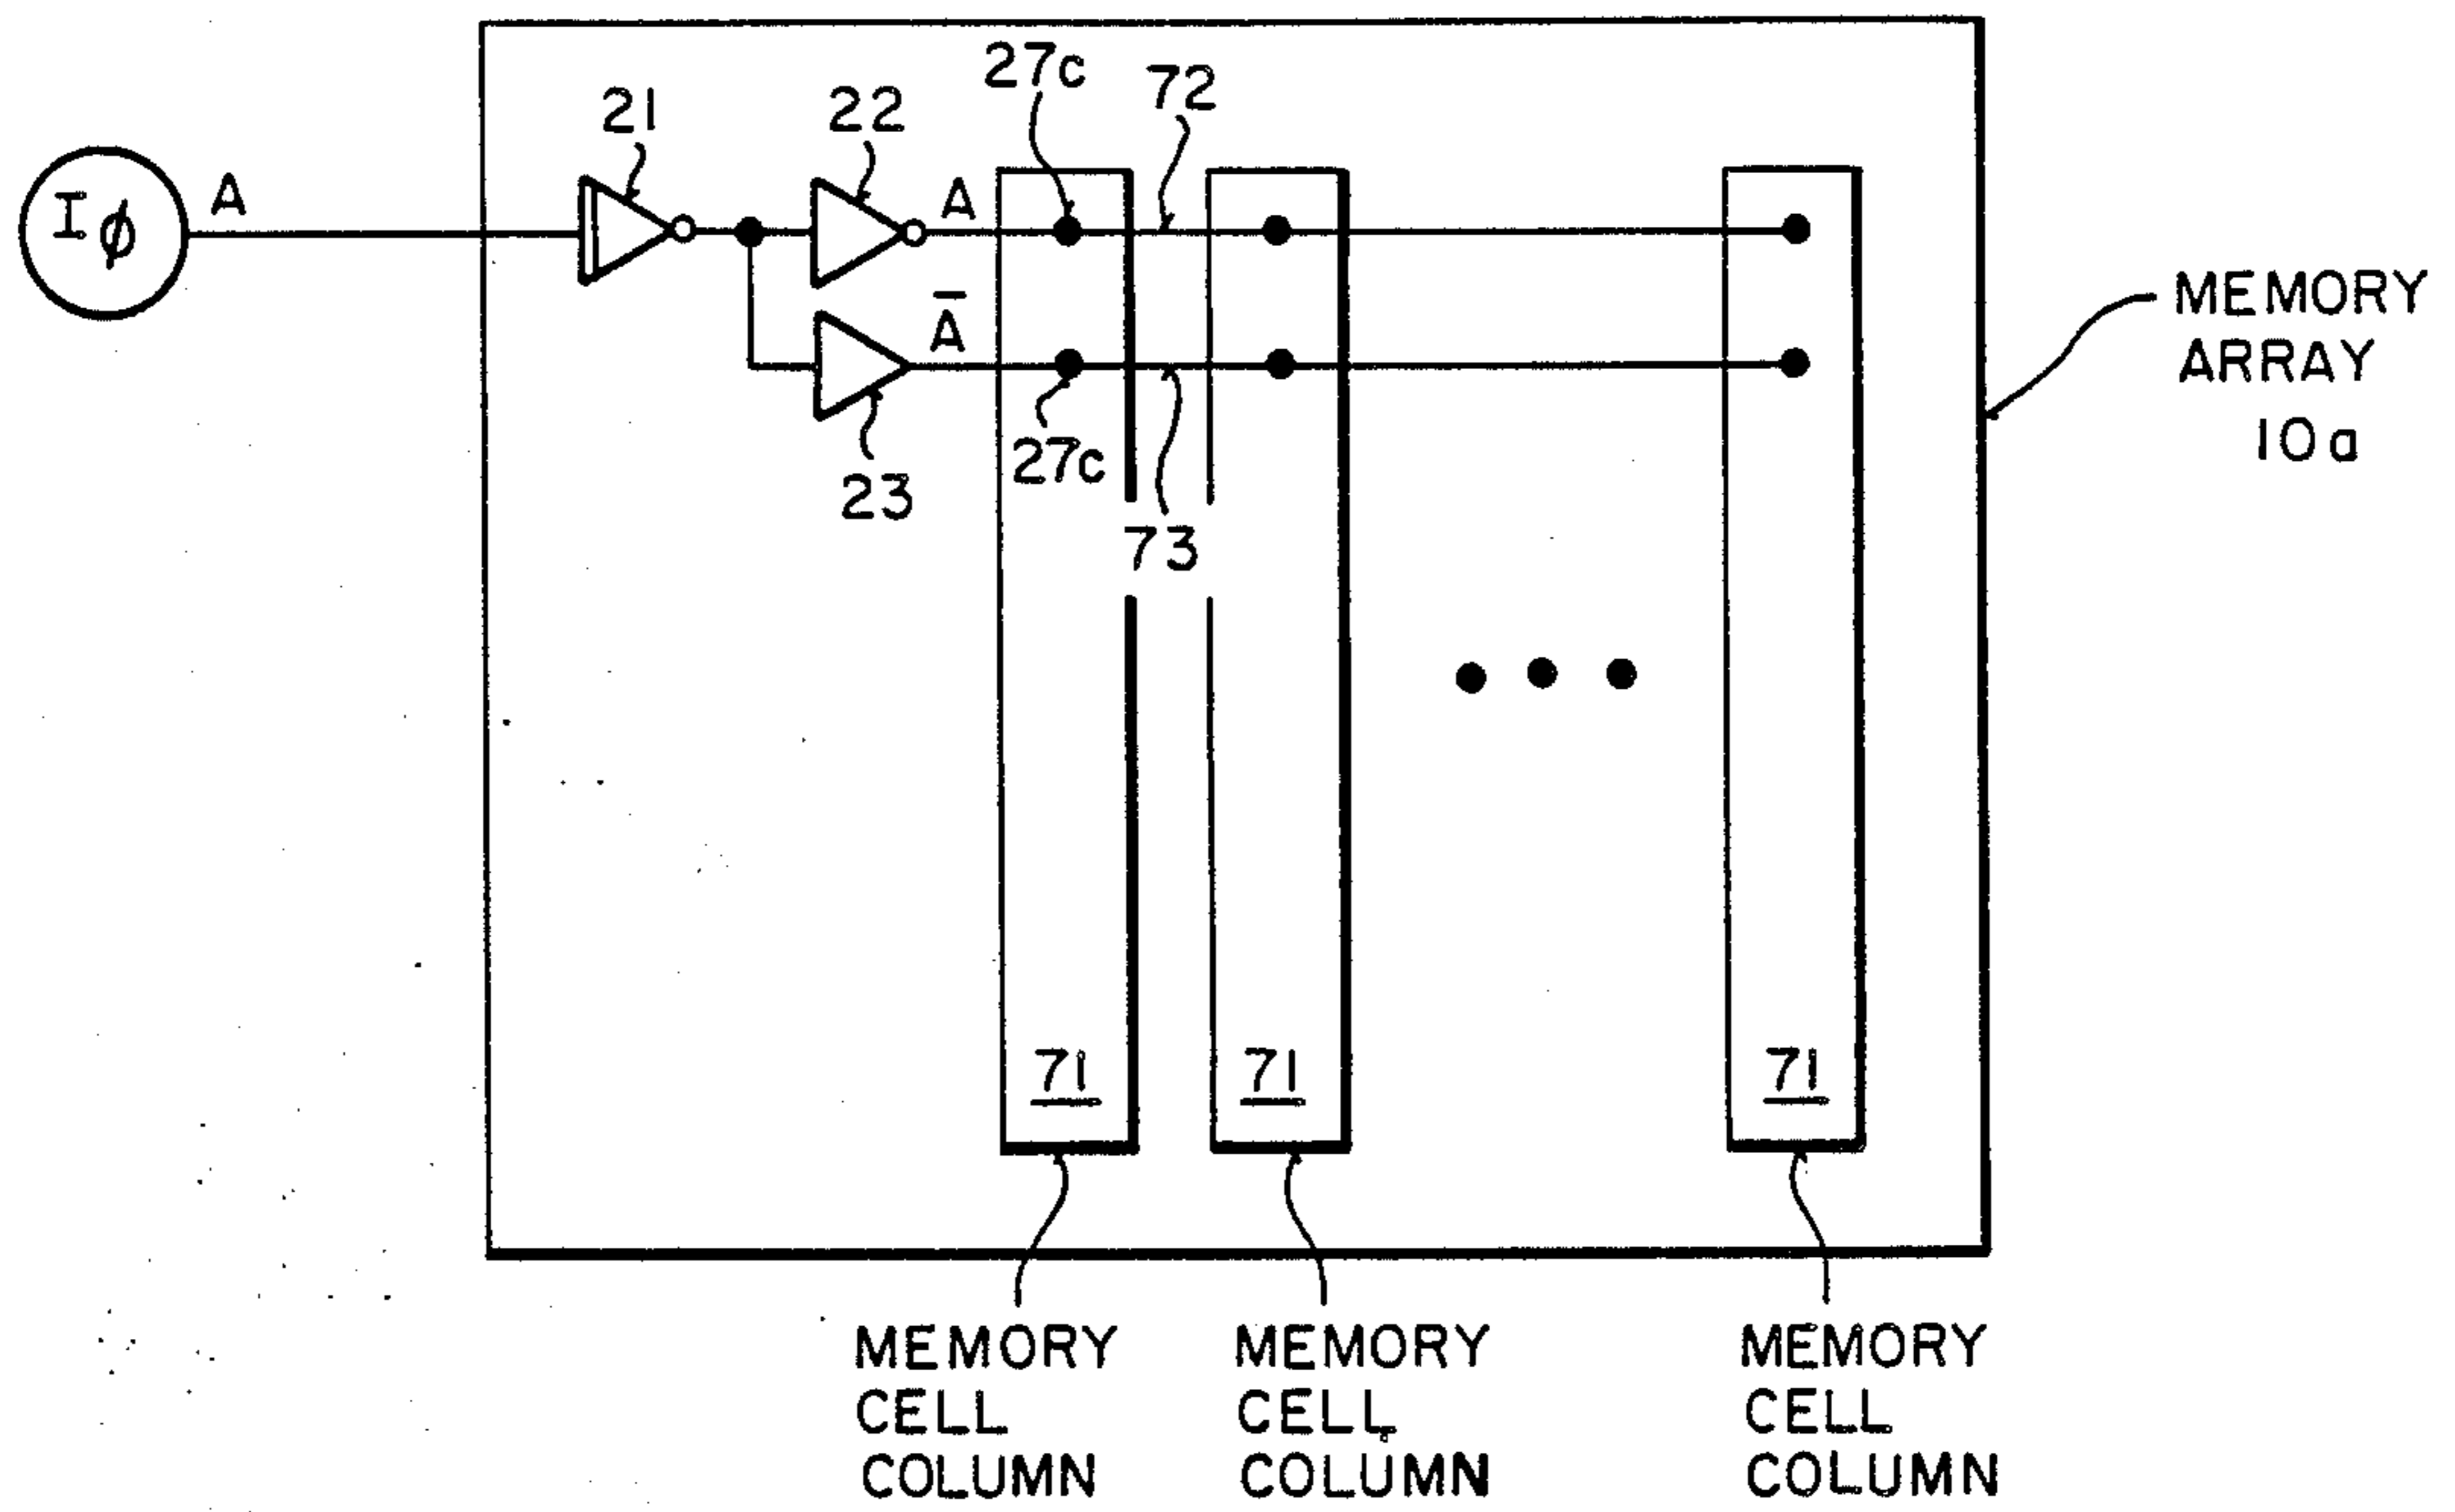 27c
72
21
22
Iφ
A
A
A̅
MEMORY
ARRAY
10a
27c
23
73
71
71
71
MEMORY
CELL
COLUMN
MEMORY
CELL
COLUMN
MEMORY
CELL
COLUMN